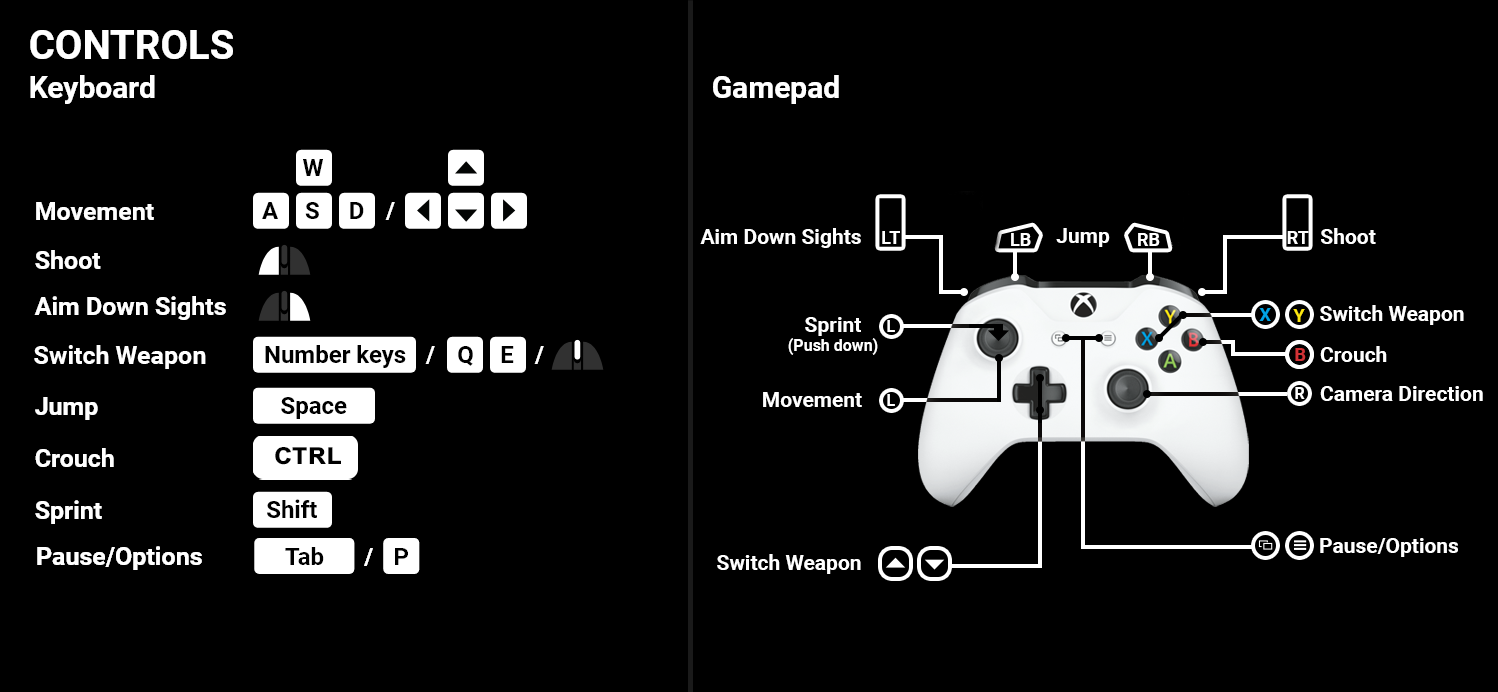 CONTROLS
Keyboard
W
Movement A S D /
Shoot
Aim Down Sights
Switch Weapon Number keys / Q E /
Jump Space
Crouch CTRL
Sprint Shift
Pause/Options Tab / P
Gamepad
Aim Down Sights LT
LB Jump RB
RT Shoot
Sprint L
(Push down)
Movement L
Y
X B
A
X Y Switch Weapon
B Crouch
R Camera Direction
Switch Weapon
Pause/Options